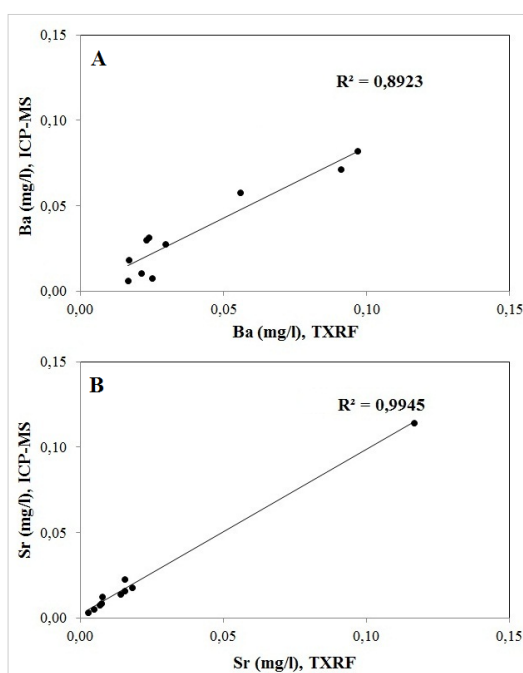 A
R² = 0,8923
Ba (mg/l), ICP-MS
0,15
0,10
0,05
0,00
0,00 0,05 0,10 0,15
Ba (mg/l), TXRF
B
R² = 0,9945
Sr (mg/l), ICP-MS
0,15
0,10
0,05
0,00
0,00 0,05 0,10 0,15
Sr (mg/l), TXRF